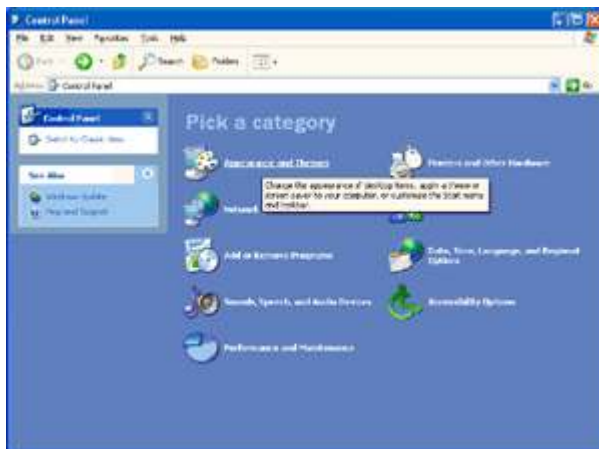 Control Panel
File Edit View Favorites Tools Help
Search Folders
Address Control Panel Go
Control Panel
Switch to Classic View
See Also
Windows Update
Help and Support
Pick a category
Appearance and Themes
Printers and Other Hardware
Change the appearance of desktop items, apply a theme or
screen saver to your computer, or customize the Start menu
and taskbar.
Network
Add or Remove Programs
Date, Time, Language, and Regional
Options
Sounds, Speech, and Audio Devices
Accessibility Options
Performance and Maintenance